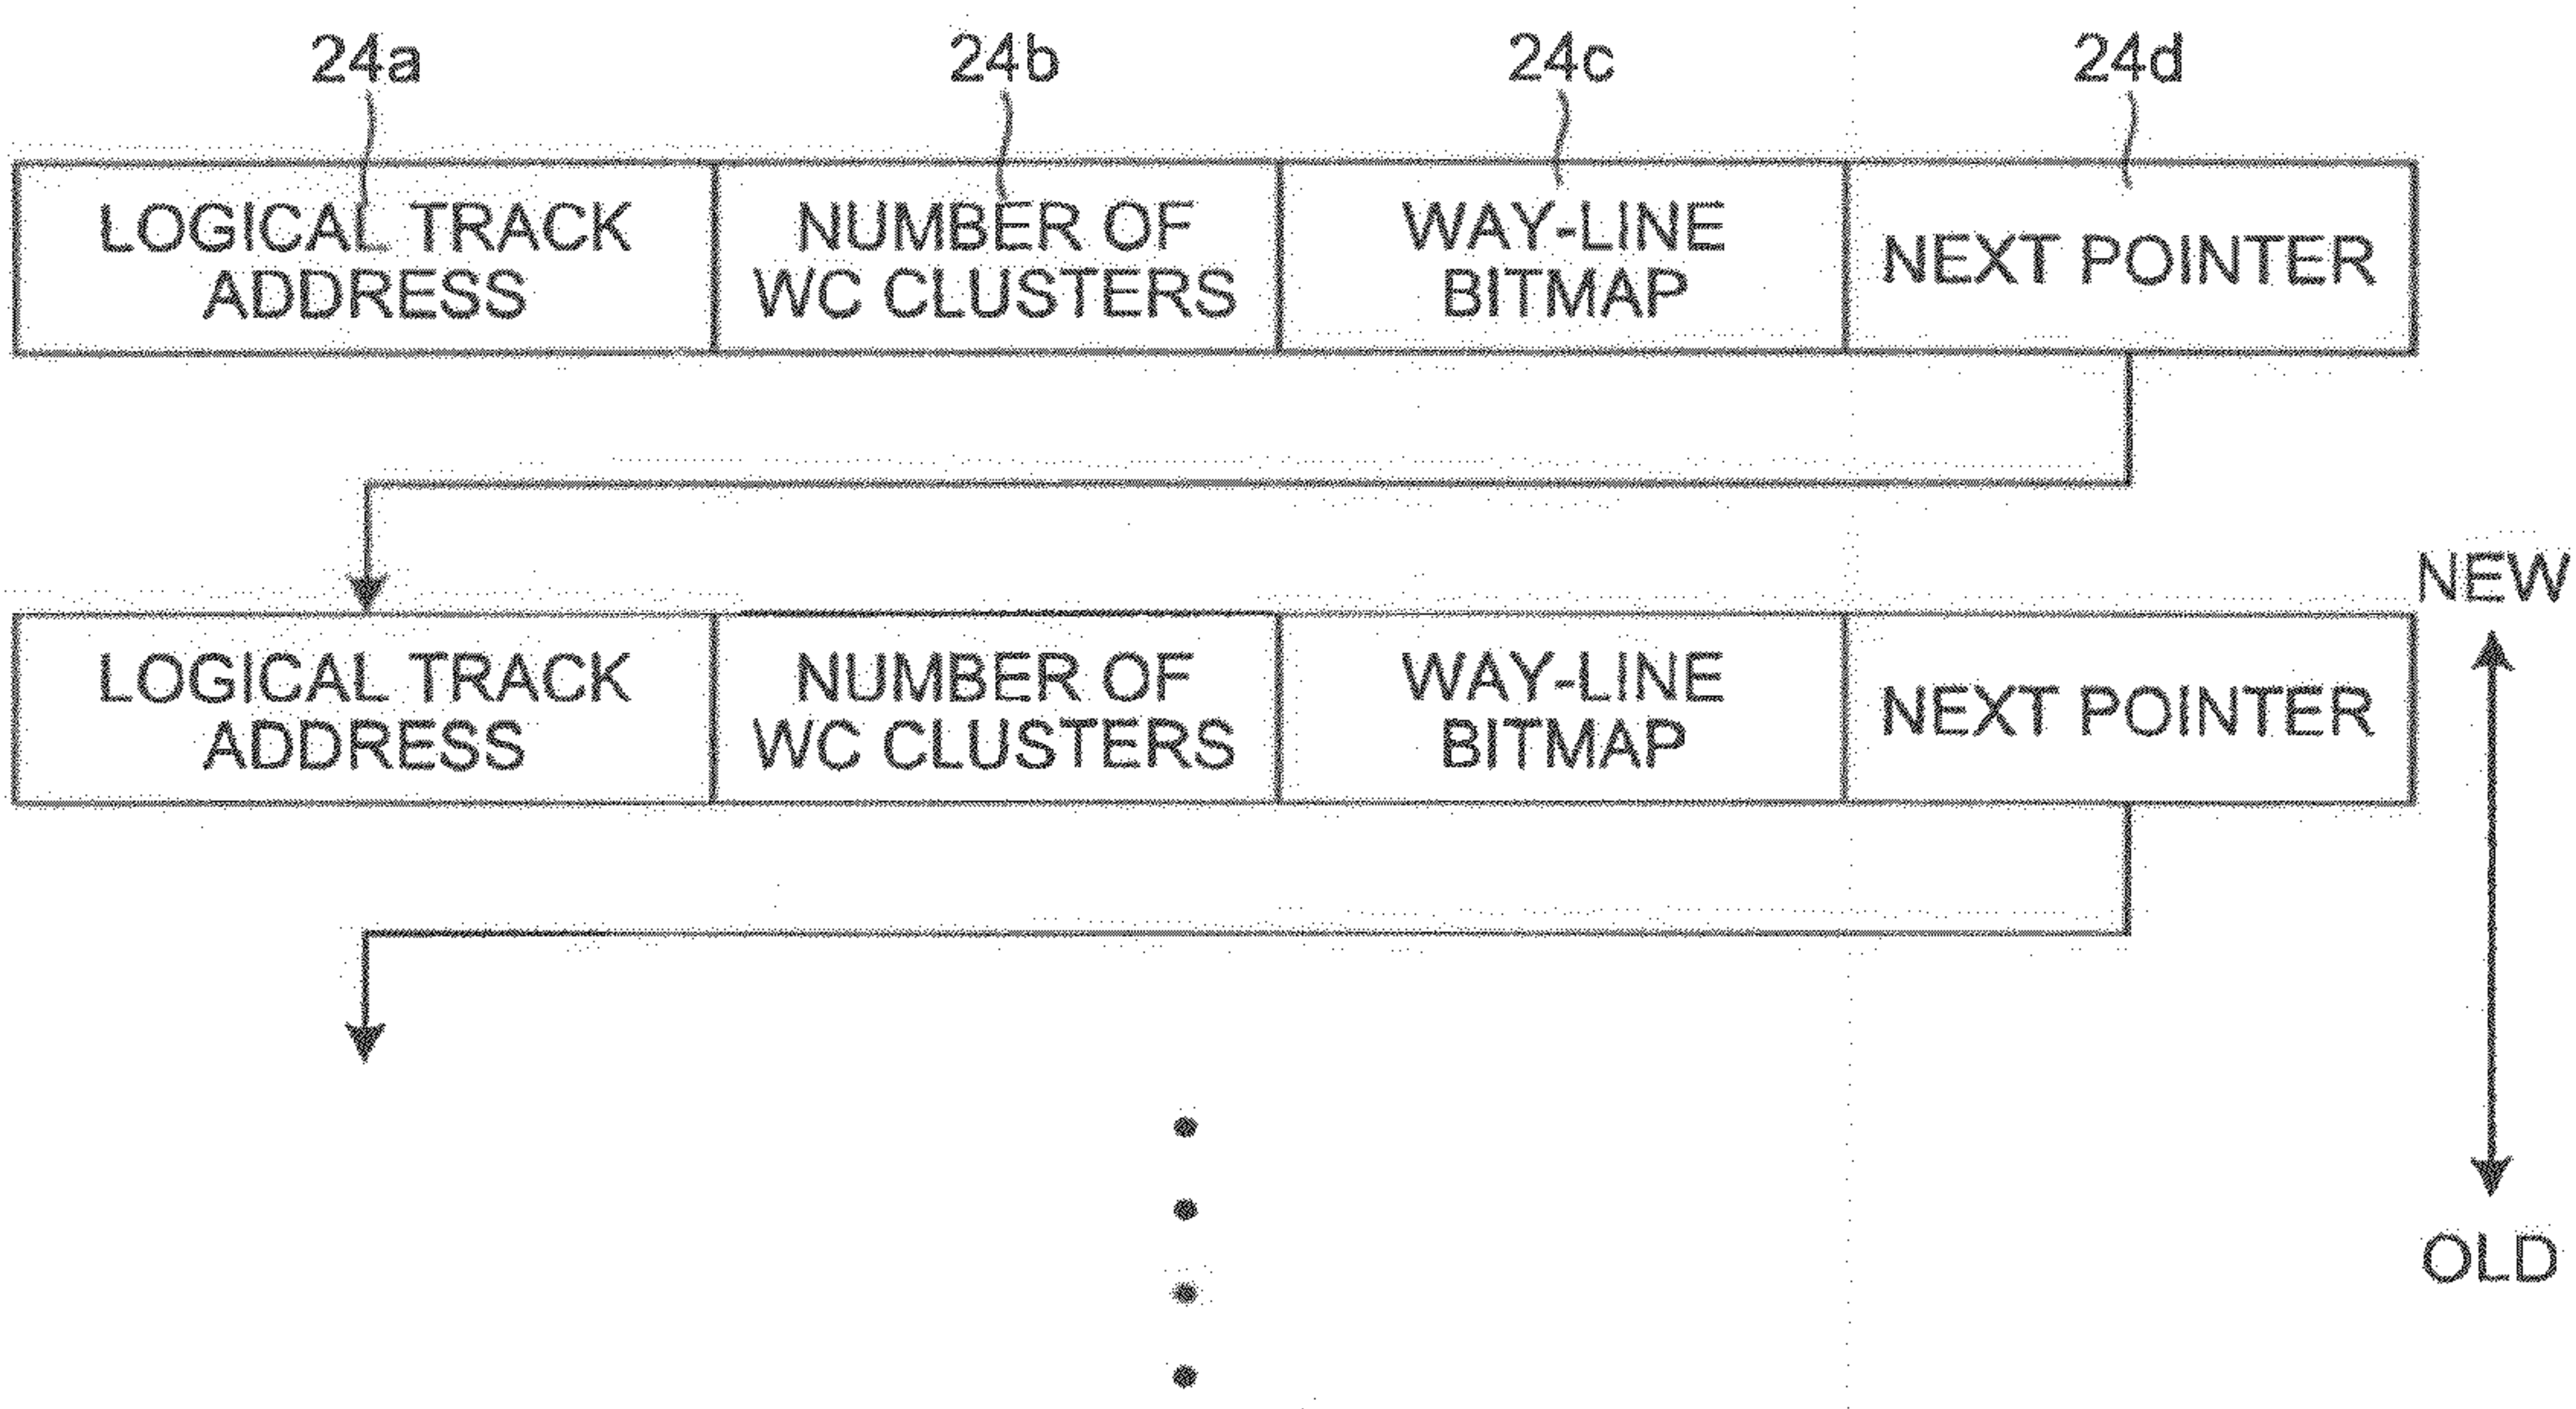 24a 24b 24c 24d
LOGICAL TRACK ADDRESS
NUMBER OF WC CLUSTERS
WAY-LINE BITMAP
NEXT POINTER
NEW
LOGICAL TRACK ADDRESS
NUMBER OF WC CLUSTERS
WAY-LINE BITMAP
NEXT POINTER
OLD